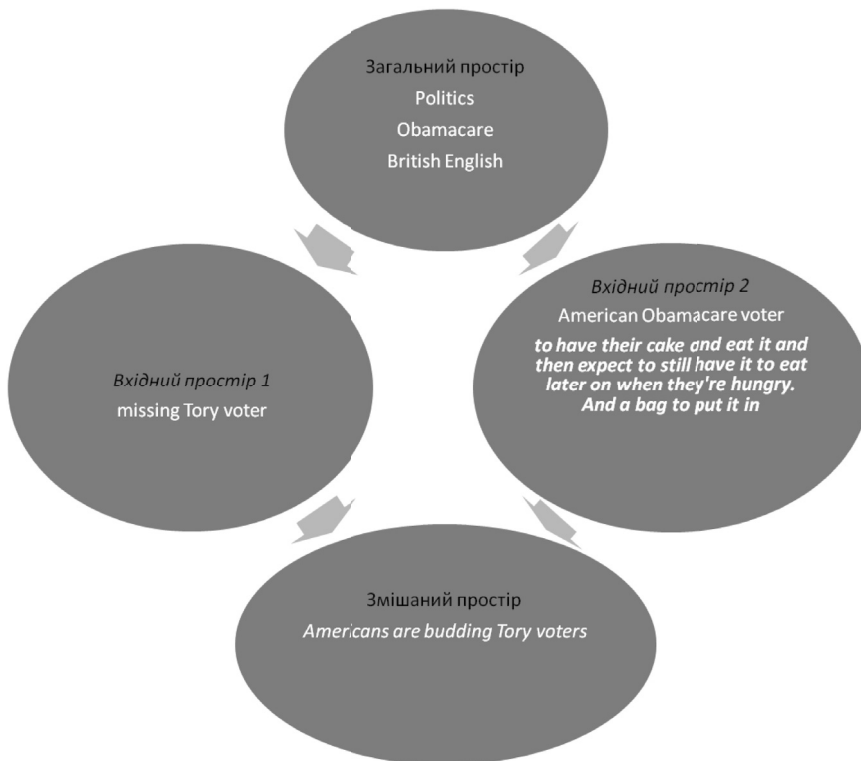 Загальний простір
Politics
Obamacare
British English
Вхідний простір 1
missing Tory voter
Вхідний простір 2
American Obamacare voter
to have their cake and eat it and
then expect to still have it to eat
later on when they're hungry.
And a bag to put it in
Змішаний простір
Americans are budding Tory voters